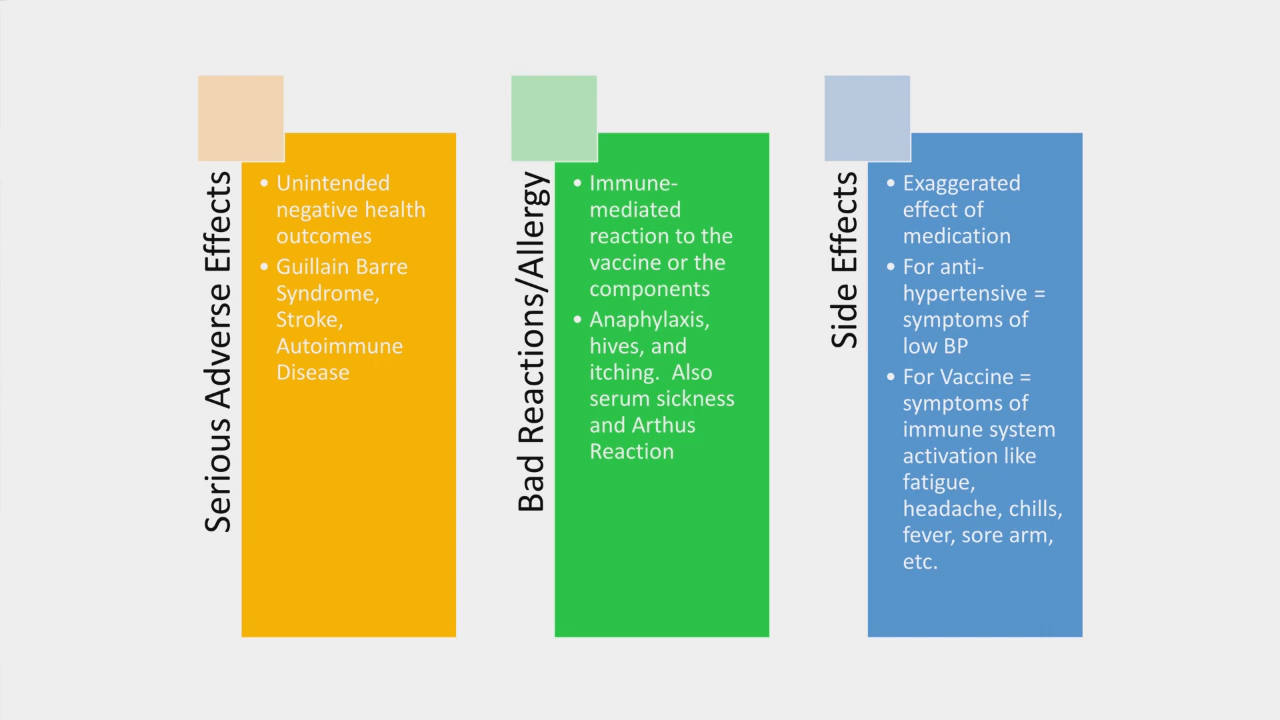 Serious Adverse Effects
• Unintended
negative health
outcomes
• Guillain Barre
Syndrome,
Stroke,
Autoimmune
Disease
Bad Reactions/Allergy
• Immune-
mediated
reaction to the
vaccine or the
components
• Anaphylaxis,
hives, and
itching.  Also
serum sickness
and Arthus
Reaction
Side Effects
• Exaggerated
effect of
medication
• For anti-
hypertensive =
symptoms of
low BP
• For Vaccine =
symptoms of
immune system
activation like
fatigue,
headache, chills,
fever, sore arm,
etc.